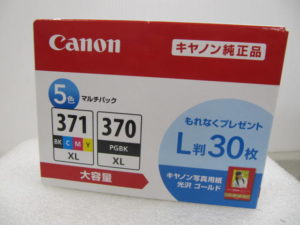 Canon
キヤノン純正品
5色 マルチパック
371
BK C M Y
XL
370
PGBK
XL
大容量
もれなくプレゼント
L判30枚
キヤノン写真用紙
光沢 ゴールド